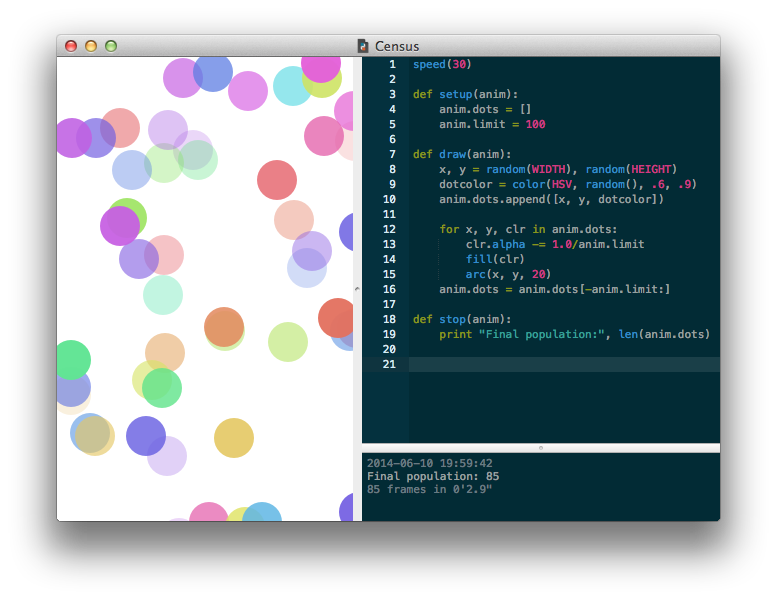 Census
1 speed(30)
2
3 def setup(anim):
4     anim.dots = []
5     anim.limit = 100
6
7 def draw(anim):
8     x, y = random(WIDTH), random(HEIGHT)
9     dotcolor = color(HSV, random(), .6, .9)
10     anim.dots.append([x, y, dotcolor])
11
12     for x, y, clr in anim.dots:
13         clr.alpha -= 1.0/anim.limit
14         fill(clr)
15         arc(x, y, 20)
16     anim.dots = anim.dots[-anim.limit:]
17
18 def stop(anim):
19     print "Final population:", len(anim.dots)
20
21
2014-06-10 19:59:42
Final population: 85
85 frames in 0'2.9"